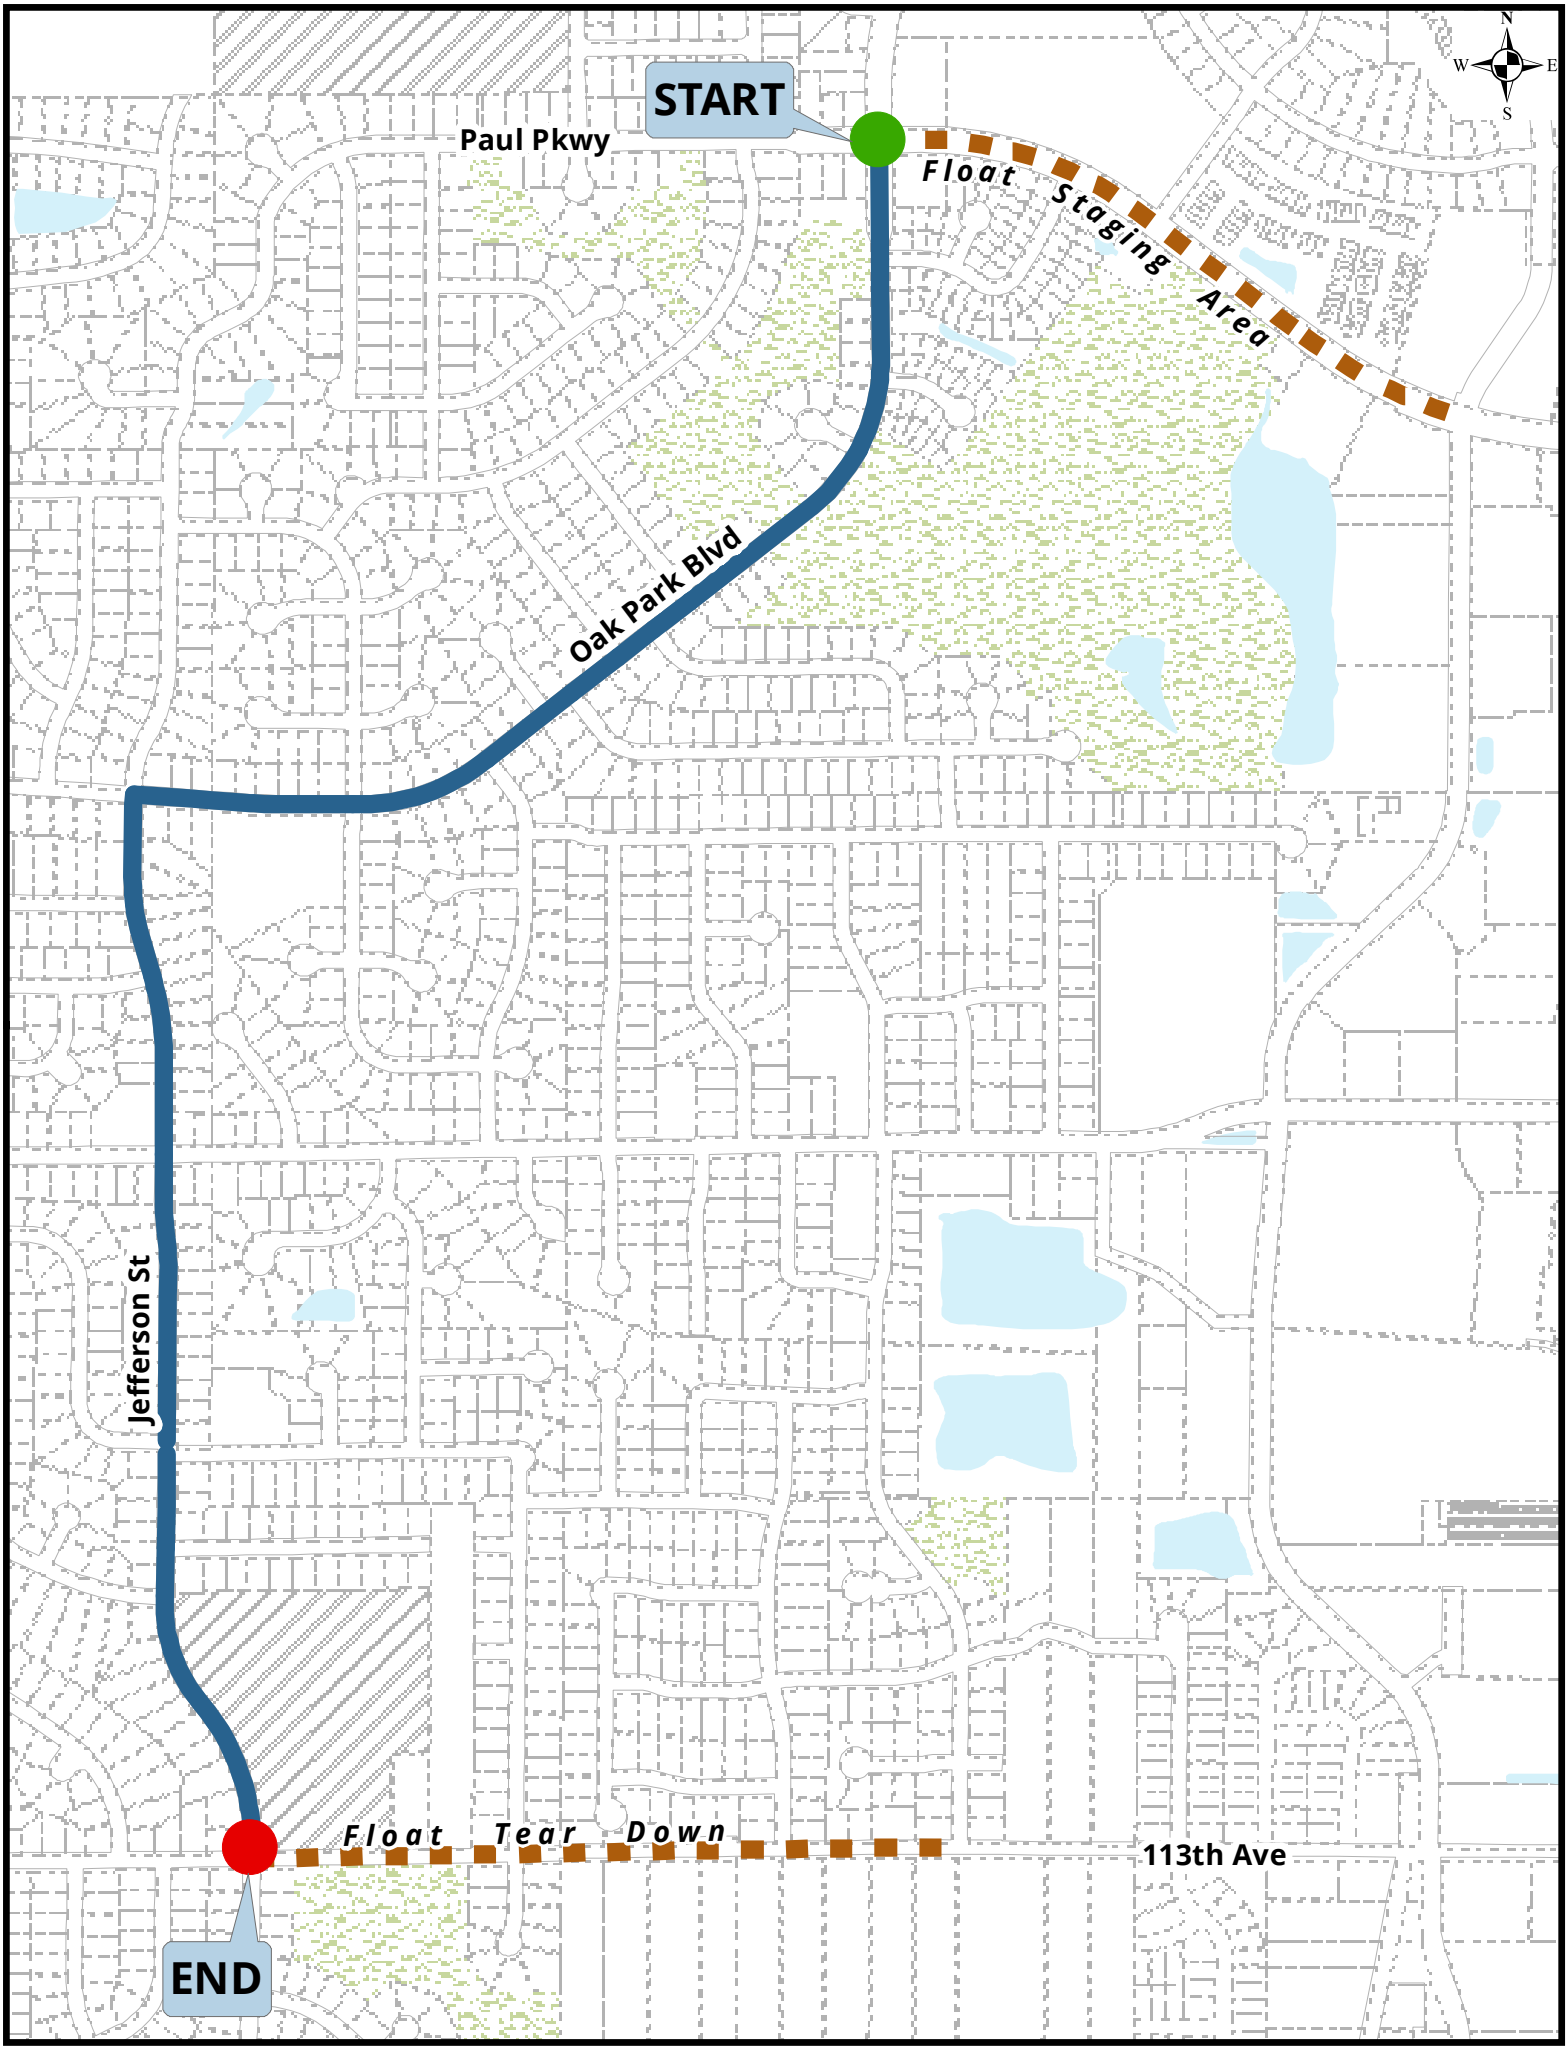 N
W E
S
START
Paul Pkwy
Float Staging Area
Oak Park Blvd
Jefferson St
Float Tear Down
113th Ave
END